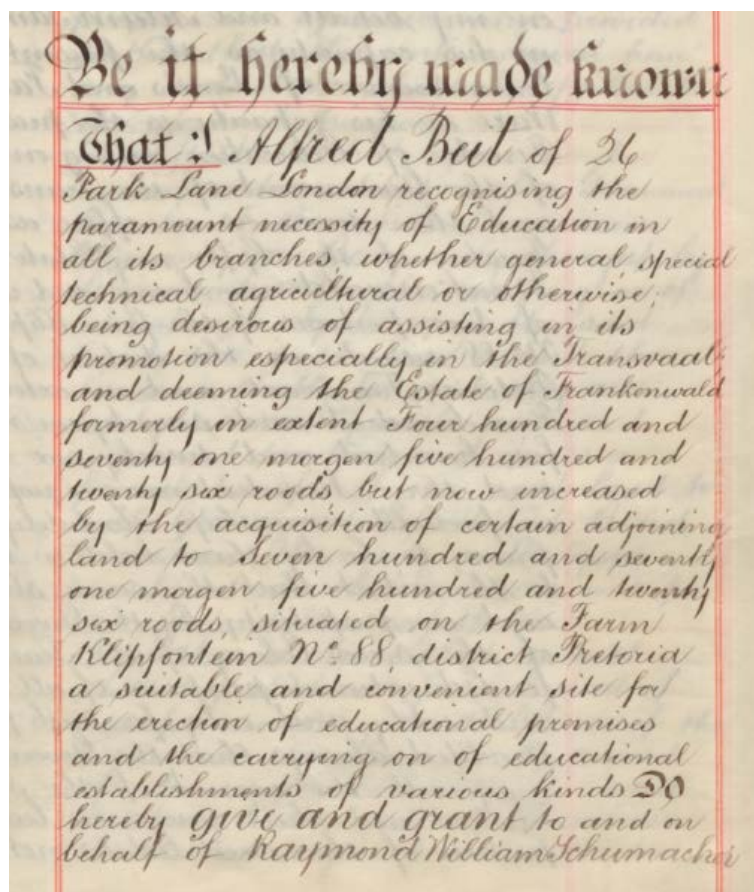 Be it hereby made known
That I Alfred Beit of 26
Park Lane London recognising the
paramount necessity of Education in
all its branches, whether general, special
technical agricultural or otherwise,
being desirous of assisting in its
promotion especially in the Transvaal,
and deeming the Estate of Frankenwald
formerly in extent Four hundred and
seventy one morgen five hundred and
twenty six roods but now increased
by the acquisition of certain adjoining
land to Seven hundred and seventy
one morgen five hundred and twenty
six roods, situated on the Farm
Klipfontein No. 88, district Pretoria
a suitable and convenient site for
the erection of educational premises
and the carrying on of educational
establishments of various kinds DO
hereby give and grant to and on
behalf of Raymond William Schumacher